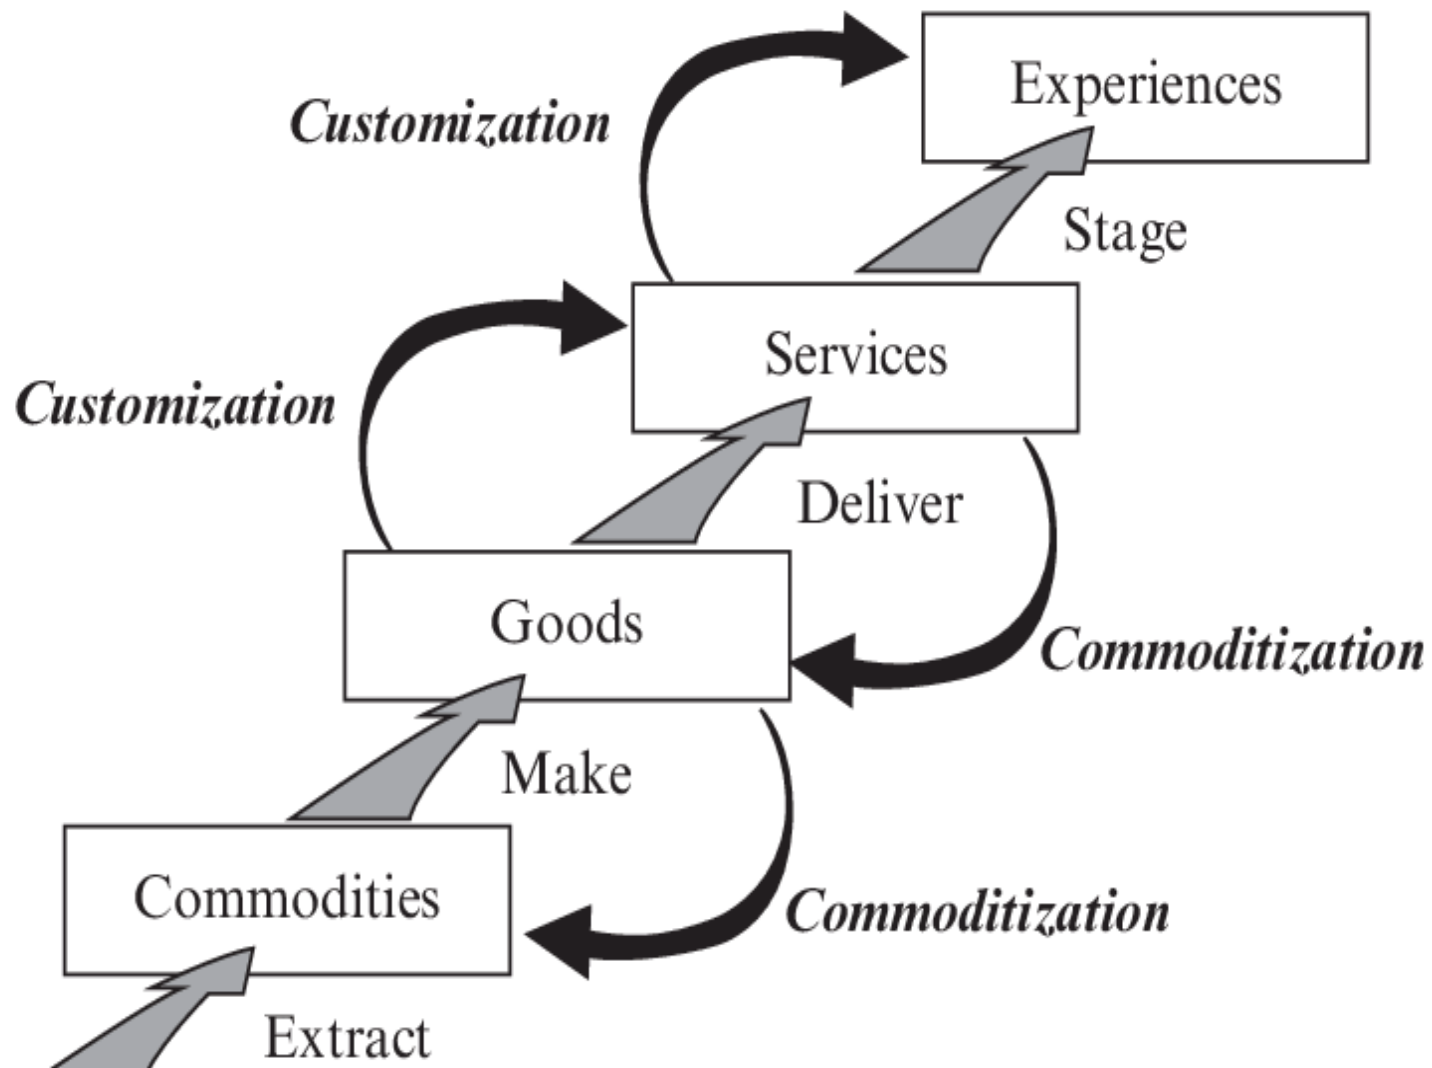 Experiences
Customization
Stage
Services
Customization
Deliver
Goods
Commoditization
Make
Commodities
Commoditization
Extract